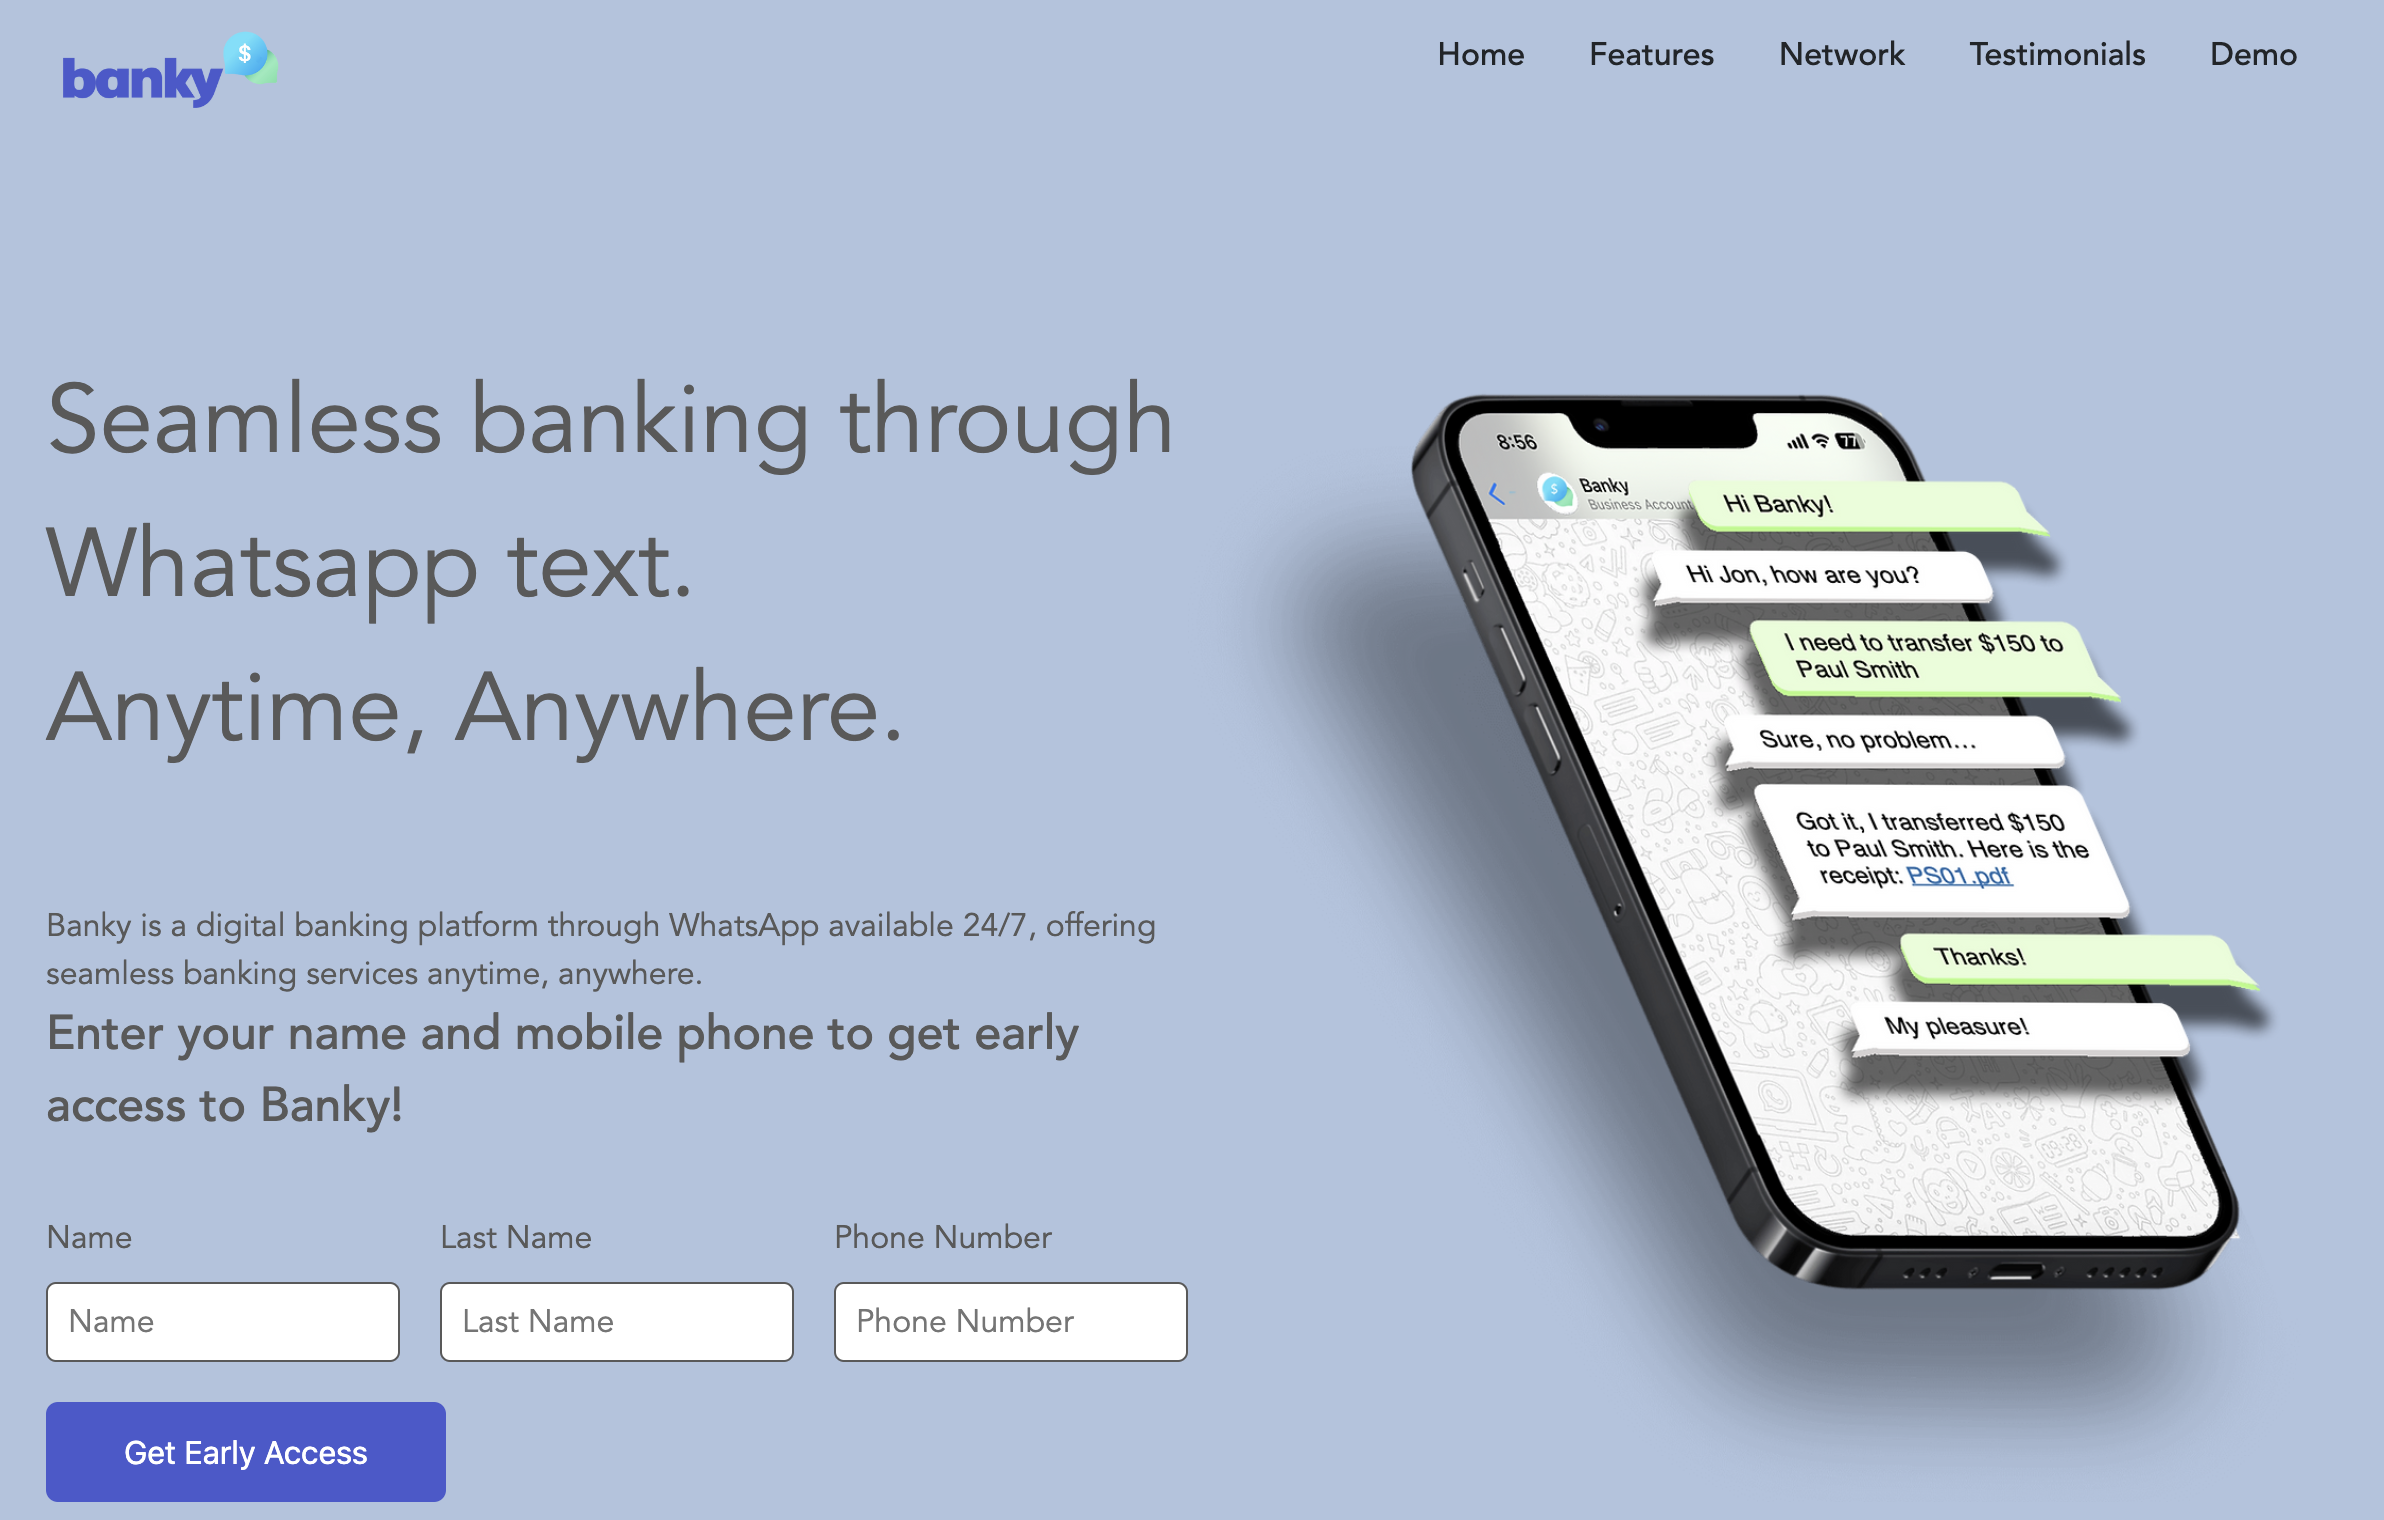 banky
$
Home
Features
Network
Testimonials
Demo
Seamless banking through
Whatsapp text.
Anytime, Anywhere.
Banky is a digital banking platform through WhatsApp available 24/7, offering
seamless banking services anytime, anywhere.
Enter your name and mobile phone to get early
access to Banky!
Name
Last Name
Phone Number
Name
Last Name
Phone Number
Get Early Access
8:56
77
$
Banky
Business Account
Hi Banky!
Hi Jon, how are you?
I need to transfer $150 to
Paul Smith
Sure, no problem...
Got it, I transferred $150
to Paul Smith. Here is the
receipt: PS01.pdf
Thanks!
My pleasure!